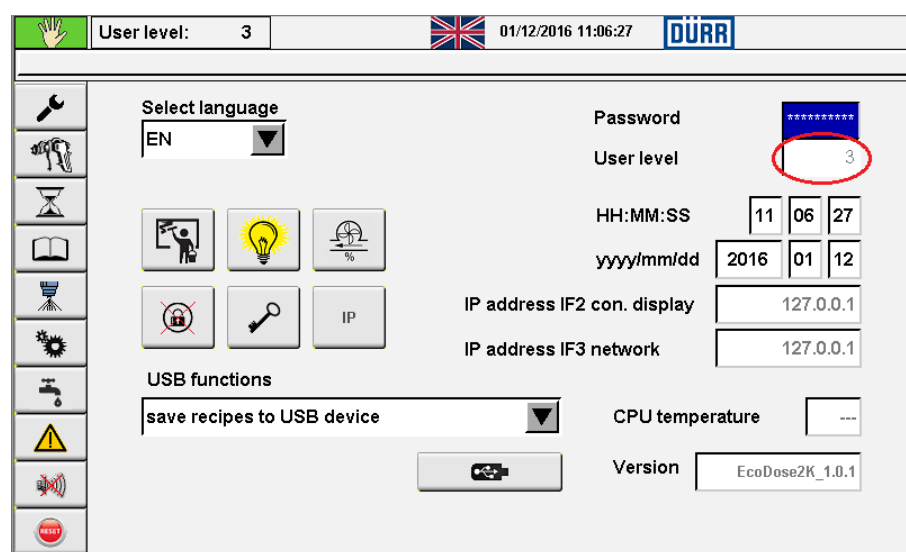 User level: 3 01/12/2016 11:06:27 DÜRR
Select language
EN
Password **********
User level 3
HH:MM:SS 11 06 27
yyyy/mm/dd 2016 01 12
%
IP
IP address IF2 con. display 127.0.0.1
IP address IF3 network 127.0.0.1
USB functions
save recipes to USB device
CPU temperature ---
Version EcoDose2K_1.0.1
RESET